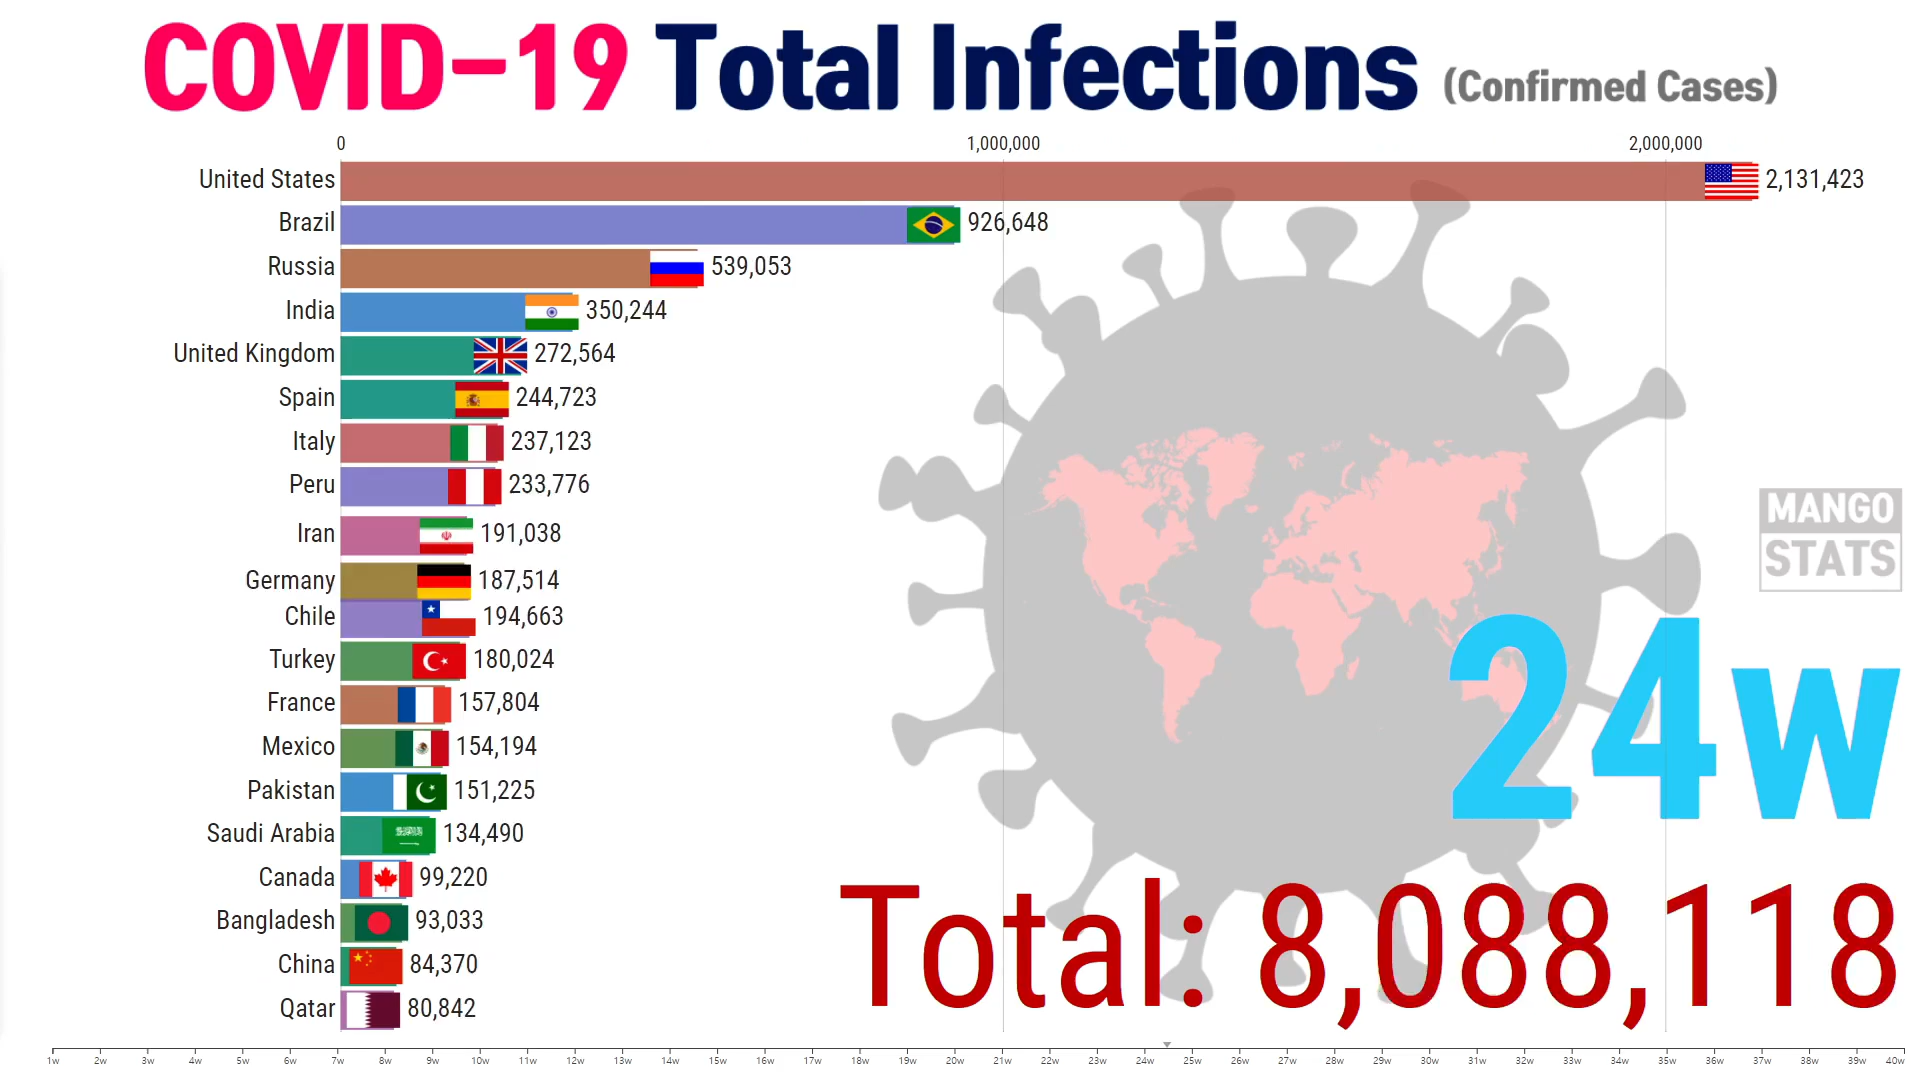 COVID-19 Total Infections (Confirmed Cases)
0 1,000,000 2,000,000
United States 2,131,423
Brazil 926,648
Russia 539,053
India 350,244
United Kingdom 272,564
Spain 244,723
Italy 237,123
Peru 233,776
Iran 191,038
Germany 187,514
Chile 194,663
Turkey 180,024
France 157,804
Mexico 154,194
Pakistan 151,225
Saudi Arabia 134,490
Canada 99,220
Bangladesh 93,033
China 84,370
Qatar 80,842
MANGO
STATS
24w
Total: 8,088,118
1w 2w 3w 4w 5w 6w 7w 8w 9w 10w 11w 12w 13w 14w 15w 16w 17w 18w 19w 20w 21w 22w 23w 24w 25w 26w 27w 28w 29w 30w 31w 32w 33w 34w 35w 36w 37w 38w 39w 40w